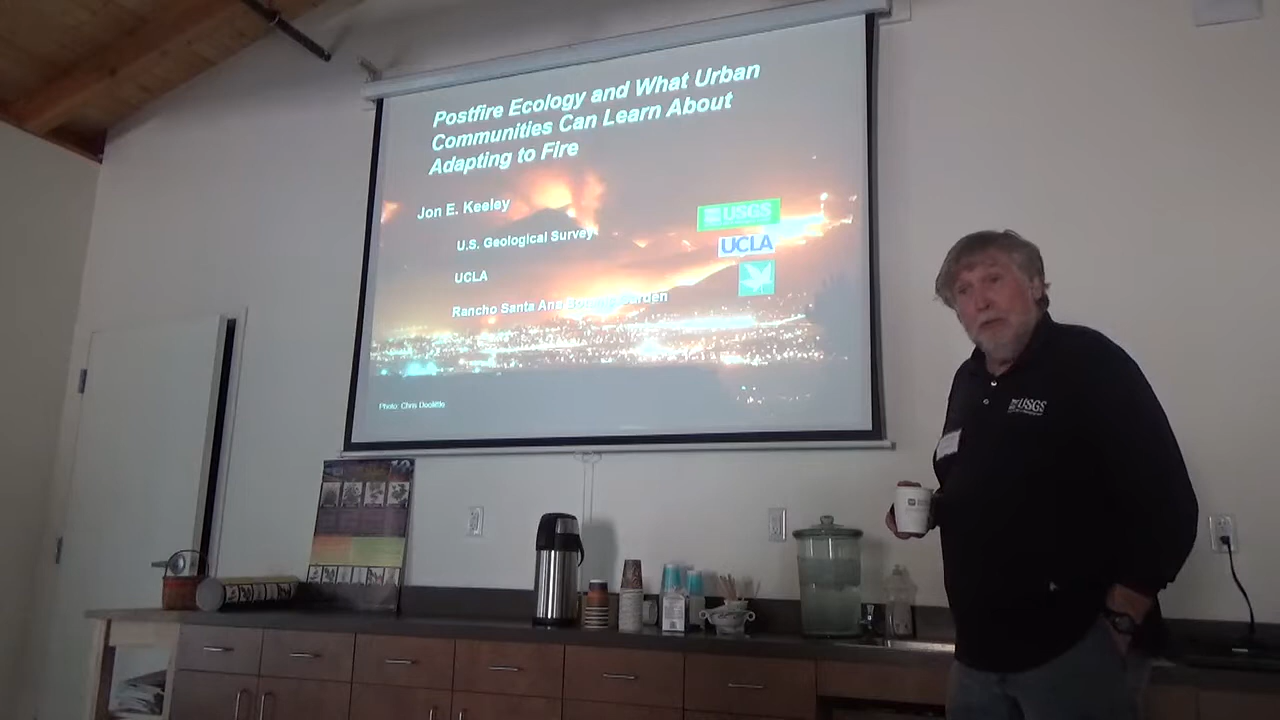 Postfire Ecology and What Urban
Communities Can Learn About
Adapting to Fire
Jon E. Keeley
U.S. Geological Survey
UCLA
Rancho Santa Ana Botanic Garden
USGS
UCLA
Photo: Chris Doolittle
USGS